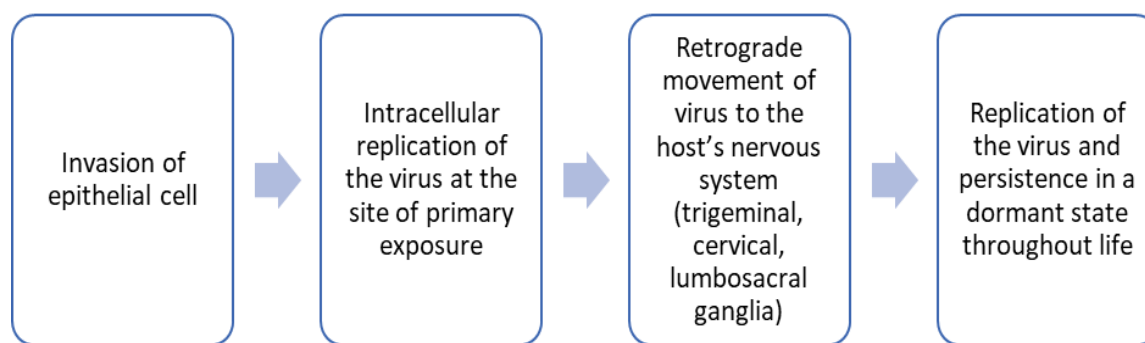 Invasion of
epithelial cell
Intracellular
replication of
the virus at the
site of primary
exposure
Retrograde
movement of
virus to the
host's nervous
system
(trigeminal,
cervical,
lumbosacral
ganglia)
Replication of
the virus and
persistence in a
dormant state
throughout life